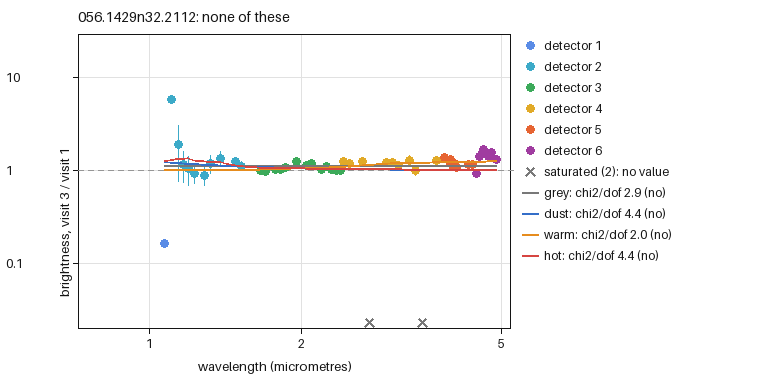 056.1429n32.2112: none of these
brightness, visit 3 / visit 1
10
1
0.1
1
2
5
wavelength (micrometres)
detector 1
detector 2
detector 3
detector 4
detector 5
detector 6
saturated (2): no value
grey: chi2/dof 2.9 (no)
dust: chi2/dof 4.4 (no)
warm: chi2/dof 2.0 (no)
hot: chi2/dof 4.4 (no)